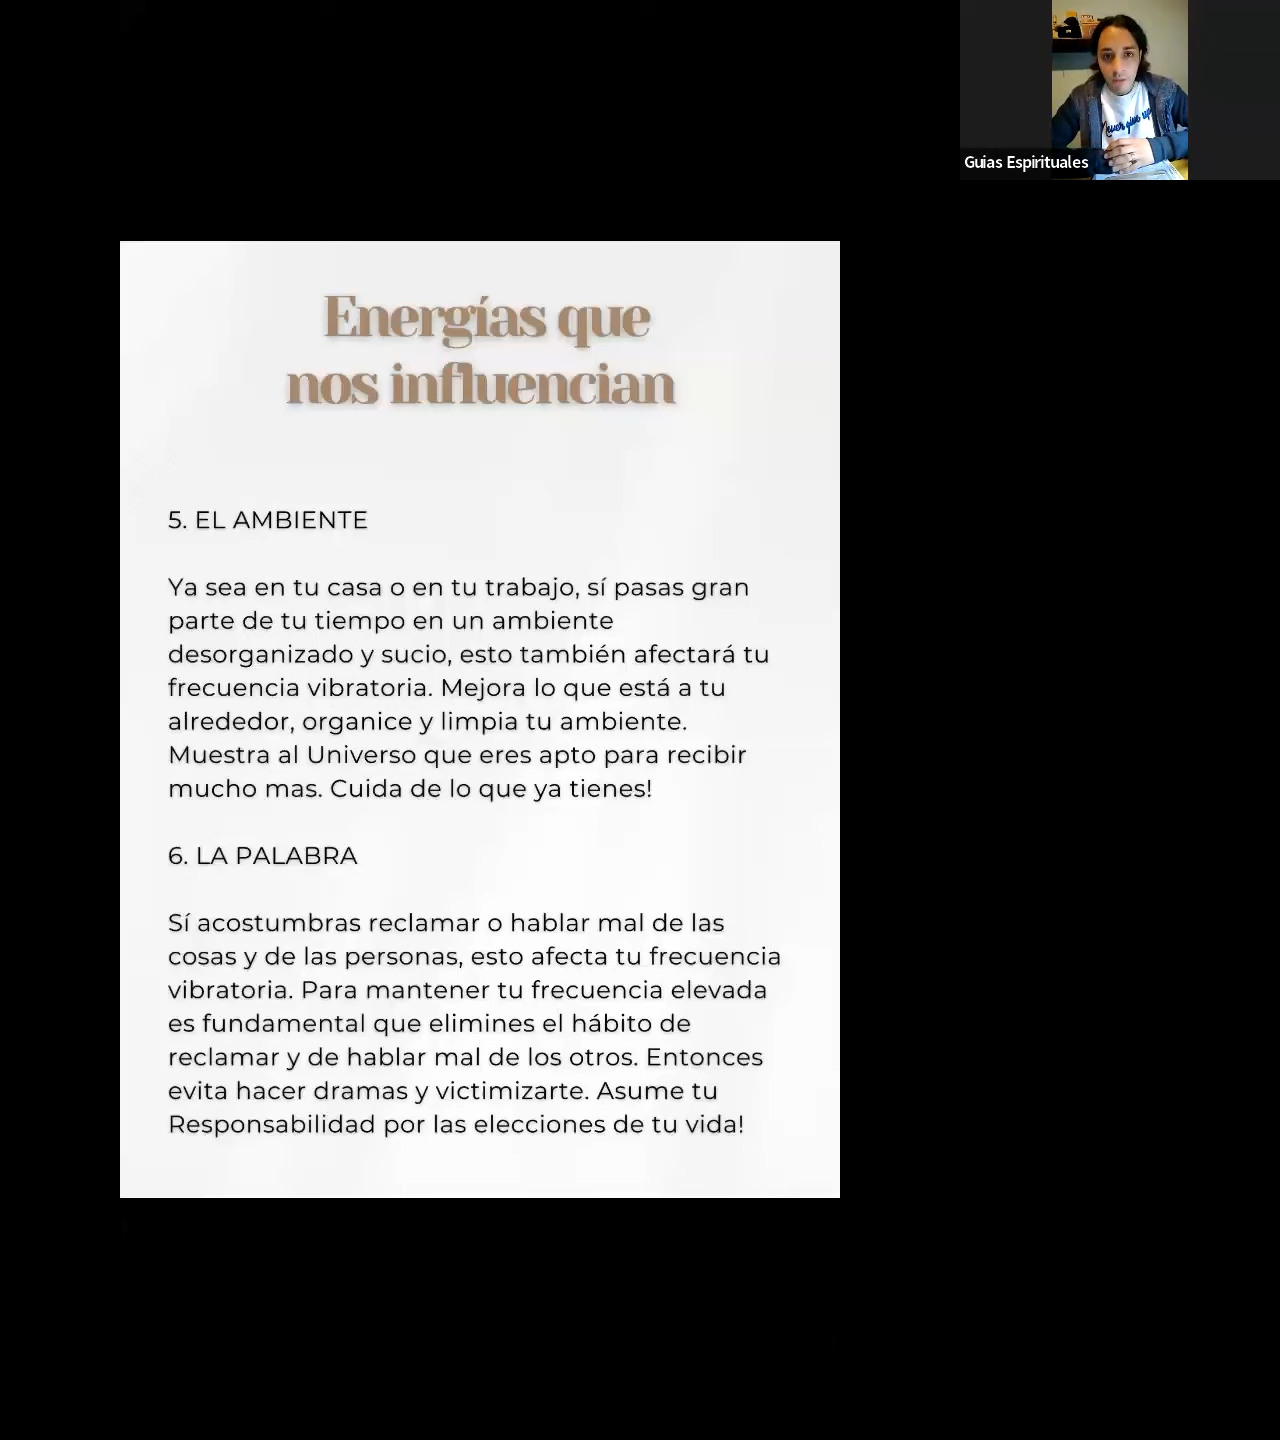 Guias Espirituales
Never give up
Energías que
nos influencian
5. EL AMBIENTE
Ya sea en tu casa o en tu trabajo, sí pasas gran
parte de tu tiempo en un ambiente
desorganizado y sucio, esto también afectará tu
frecuencia vibratoria. Mejora lo que está a tu
alrededor, organice y limpia tu ambiente.
Muestra al Universo que eres apto para recibir
mucho mas. Cuida de lo que ya tienes!
6. LA PALABRA
Sí acostumbras reclamar o hablar mal de las
cosas y de las personas, esto afecta tu frecuencia
vibratoria. Para mantener tu frecuencia elevada
es fundamental que elimines el hábito de
reclamar y de hablar mal de los otros. Entonces
evita hacer dramas y victimizarte. Asume tu
Responsabilidad por las elecciones de tu vida!